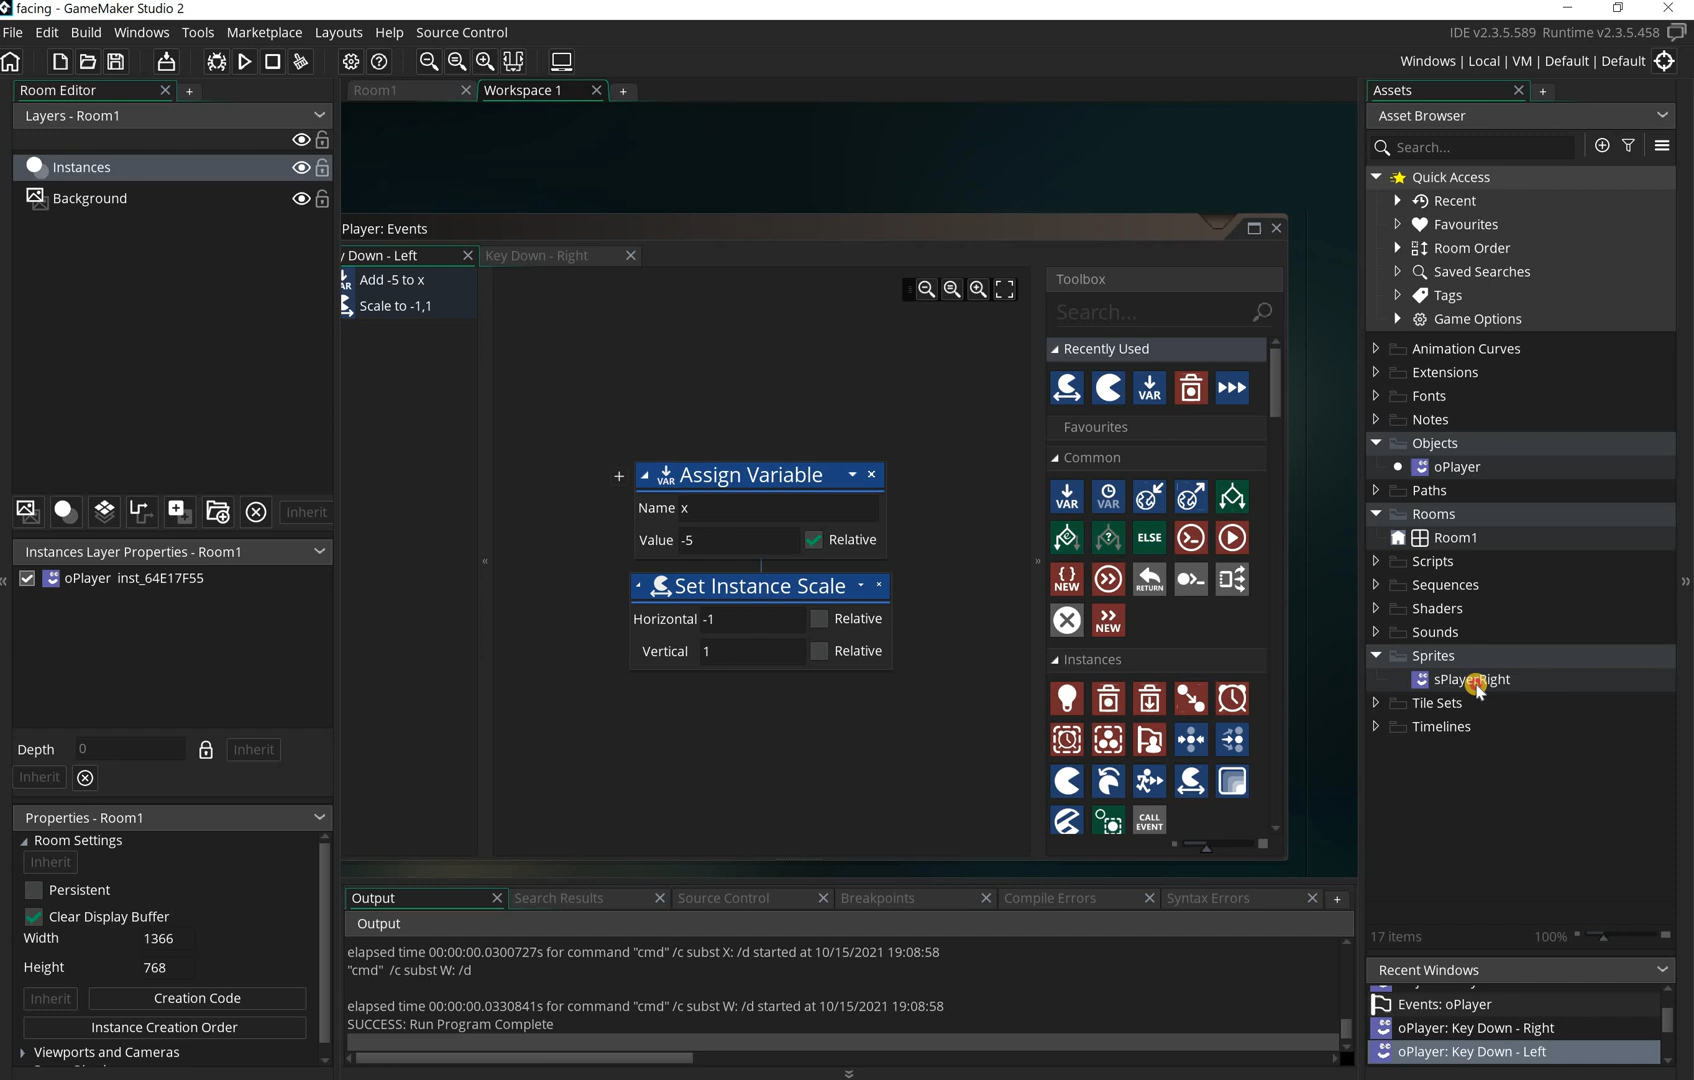 facing - GameMaker Studio 2
File Edit Build Windows Tools Marketplace Layouts Help Source Control
IDE v2.3.5.589 Runtime v2.3.5.458
Windows | Local | VM | Default | Default
Room Editor
Layers - Room1
Instances
Background
Inherit
Instances Layer Properties - Room1
oPlayer inst_64E17F55
Depth 0 Inherit
Inherit
Properties - Room1
Room Settings
Inherit
Persistent
Clear Display Buffer
Width 1366
Height 768
Inherit Creation Code
Instance Creation Order
Viewports and Cameras
Room1 Workspace 1
Player: Events
y Down - Left Key Down - Right
AR Add -5 to x
Scale to -1,1
VAR Assign Variable
Name x
Value -5 Relative
Set Instance Scale
Horizontal -1 Relative
Vertical 1 Relative
Toolbox
Search...
Recently Used
VAR
Favourites
Common
VAR VAR
ELSE
NEW RETURN
NEW
Instances
CALL EVENT
Output Search Results Source Control Breakpoints Compile Errors Syntax Errors
Output
elapsed time 00:00:00.0300727s for command "cmd" /c subst X: /d started at 10/15/2021 19:08:58
"cmd" /c subst W: /d
elapsed time 00:00:00.0330841s for command "cmd" /c subst W: /d started at 10/15/2021 19:08:58
SUCCESS: Run Program Complete
Assets
Asset Browser
Search...
Quick Access
Recent
Favourites
Room Order
Saved Searches
Tags
Game Options
Animation Curves
Extensions
Fonts
Notes
Objects
oPlayer
Paths
Rooms
Room1
Scripts
Sequences
Shaders
Sounds
Sprites
sPlayerRight
Tile Sets
Timelines
17 items 100%
Recent Windows
Events: oPlayer
oPlayer: Key Down - Right
oPlayer: Key Down - Left